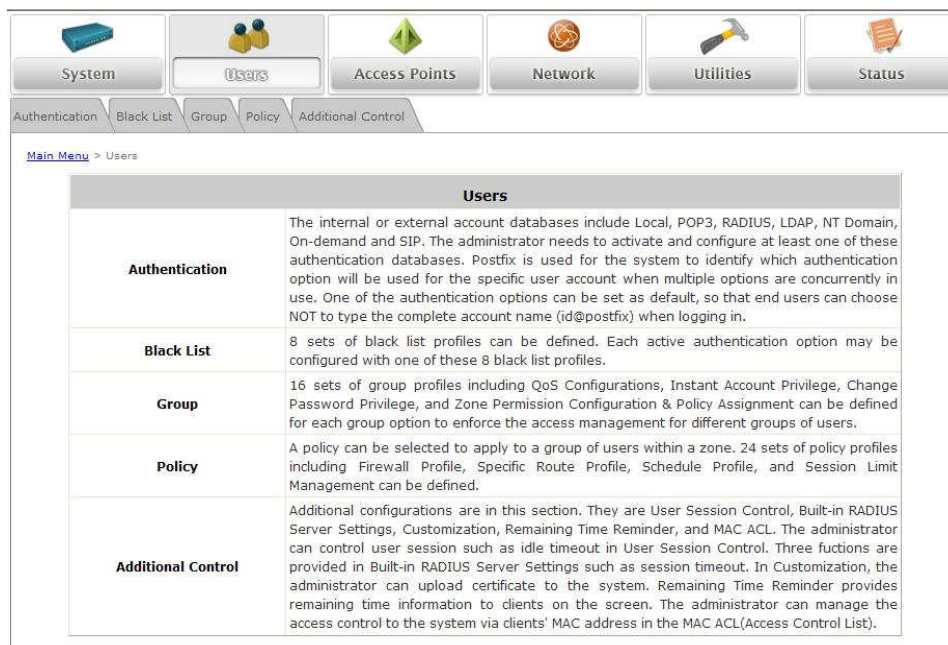 System
Users
Access Points
Network
Utilities
Status
Authentication
Black List
Group
Policy
Additional Control
Main Menu > Users
Users
Authentication
The internal or external account databases include Local, POP3, RADIUS, LDAP, NT Domain,
On-demand and SIP. The administrator needs to activate and configure at least one of these
authentication databases. Postfix is used for the system to identify which authentication
option will be used for the specific user account when multiple options are concurrently in
use. One of the authentication options can be set as default, so that end users can choose
NOT to type the complete account name (id@postfix) when logging in.
Black List
8 sets of black list profiles can be defined. Each active authentication option may be
configured with one of these 8 black list profiles.
Group
16 sets of group profiles including QoS Configurations, Instant Account Privilege, Change
Password Privilege, and Zone Permission Configuration & Policy Assignment can be defined
for each group option to enforce the access management for different groups of users.
Policy
A policy can be selected to apply to a group of users within a zone. 24 sets of policy profiles
including Firewall Profile, Specific Route Profile, Schedule Profile, and Session Limit
Management can be defined.
Additional Control
Additional configurations are in this section. They are User Session Control, Built-in RADIUS
Server Settings, Customization, Remaining Time Reminder, and MAC ACL. The administrator
can control user session such as idle timeout in User Session Control. Three fuctions are
provided in Built-in RADIUS Server Settings such as session timeout. In Customization, the
administrator can upload certificate to the system. Remaining Time Reminder provides
remaining time information to clients on the screen. The administrator can manage the
access control to the system via clients' MAC address in the MAC ACL(Access Control List).